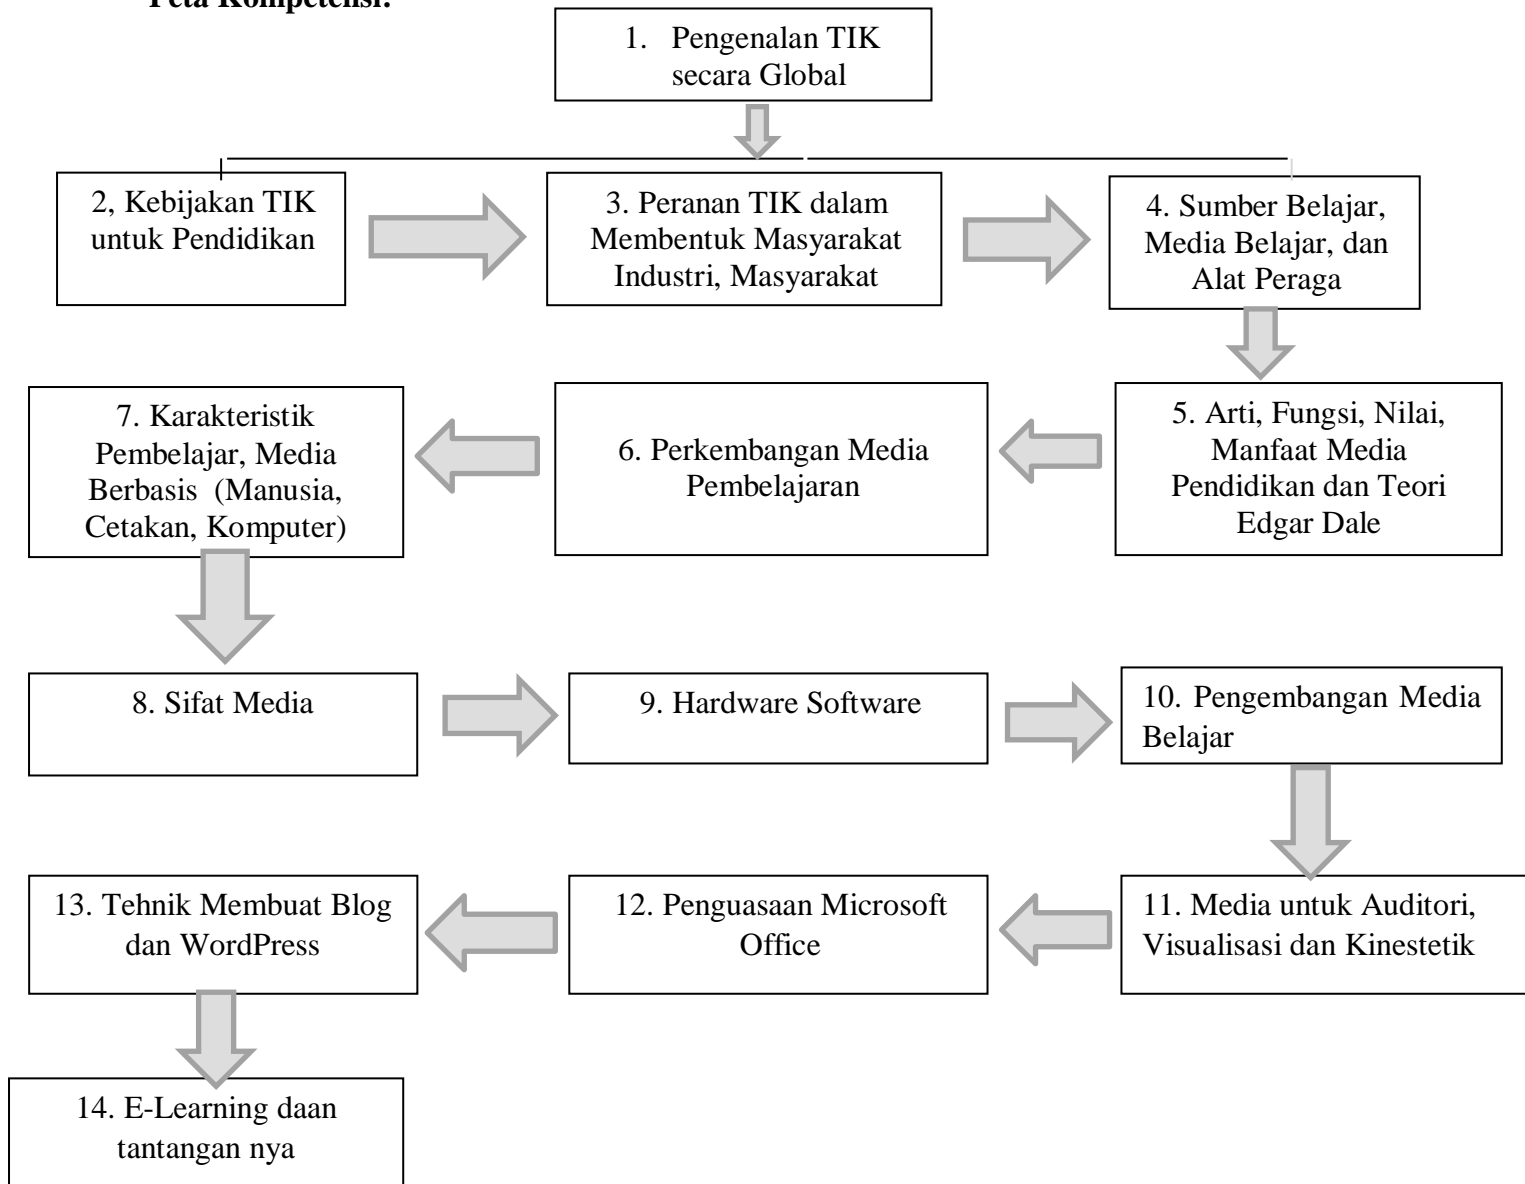 Peta Kompetensi:
1. Pengenalan TIK
secara Global
2, Kebijakan TIK
untuk Pendidikan
3. Peranan TIK dalam
Membentuk Masyarakat
Industri, Masyarakat
4. Sumber Belajar,
Media Belajar, dan
Alat Peraga
7. Karakteristik
Pembelajar, Media
Berbasis (Manusia,
Cetakan, Komputer)
6. Perkembangan Media
Pembelajaran
5. Arti, Fungsi, Nilai,
Manfaat Media
Pendidikan dan Teori
Edgar Dale
8. Sifat Media
9. Hardware Software
10. Pengembangan Media
Belajar
13. Tehnik Membuat Blog
dan WordPress
12. Penguasaan Microsoft
Office
11. Media untuk Auditori,
Visualisasi dan Kinestetik
14. E-Learning daan
tantangan nya